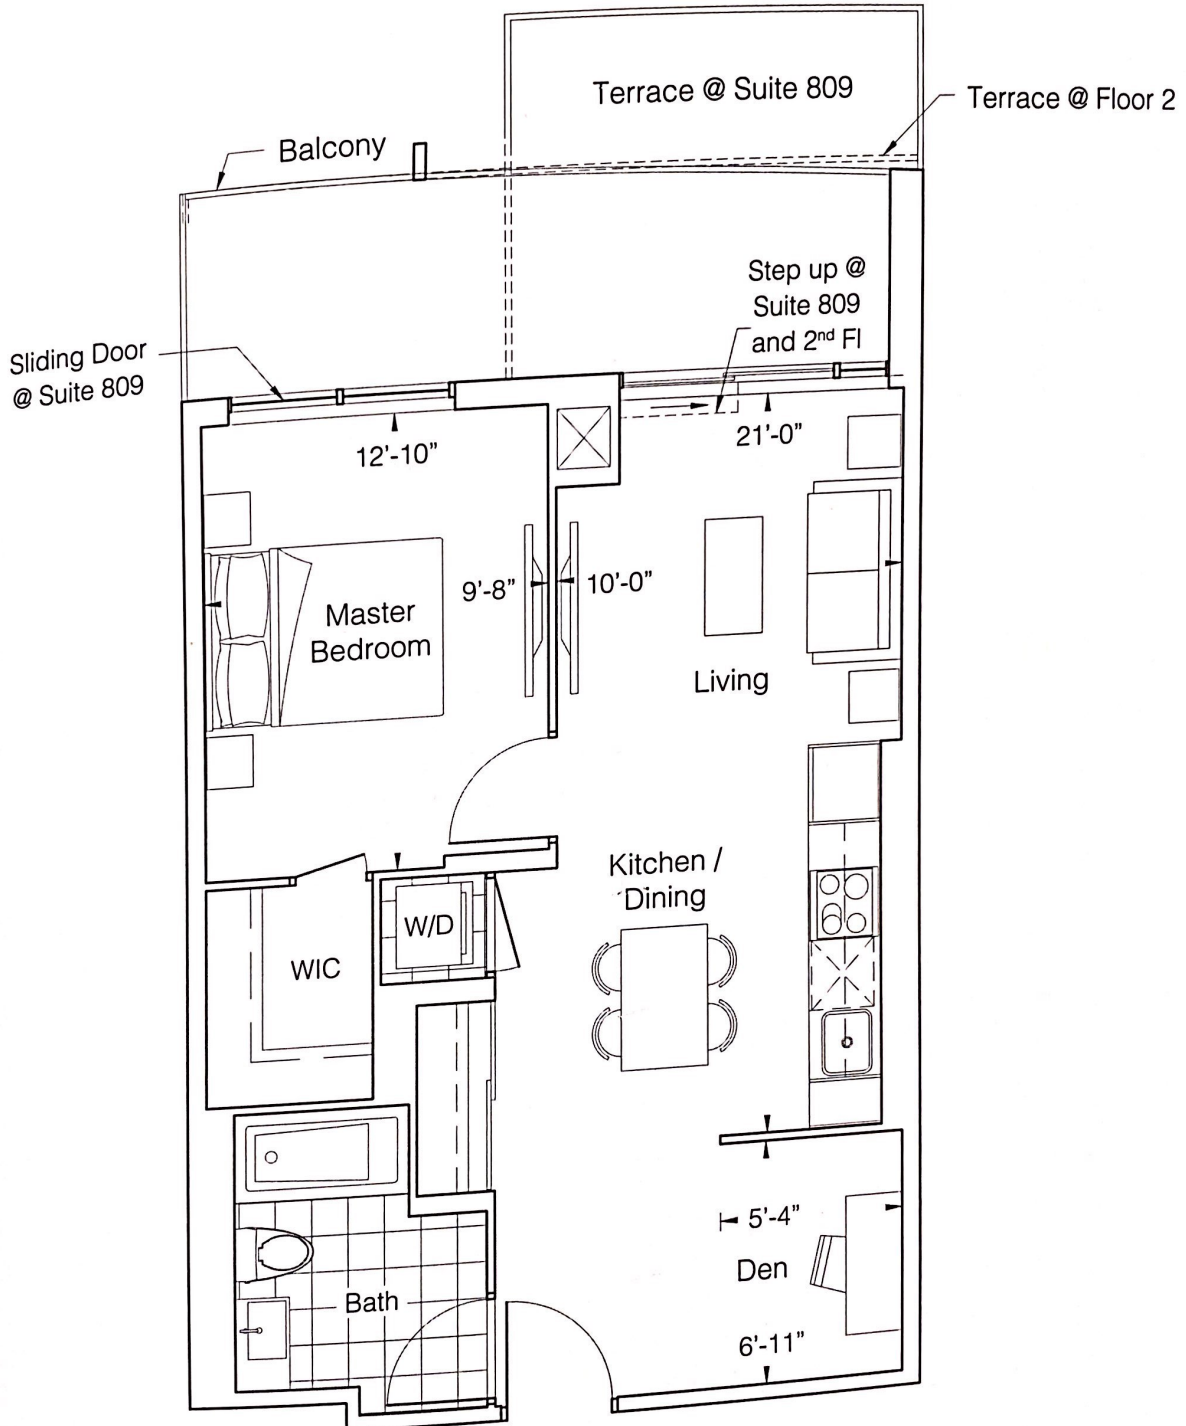 Terrace @ Suite 809
Terrace @ Floor 2
Balcony
Step up @
Suite 809
and 2nd Fl
Sliding Door
@ Suite 809
12'-10"
21'-0"
9'-8"
10'-0"
Master
Bedroom
Living
Kitchen /
Dining
W/D
WIC
5'-4"
Den
Bath
6'-11"